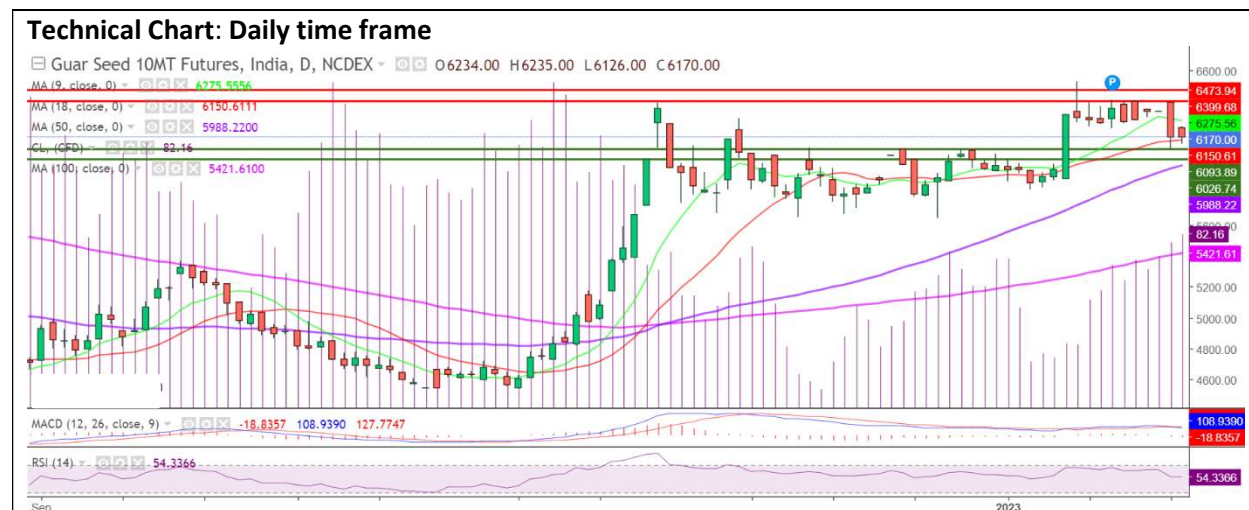 Technical Chart: Daily time frame
Guar Seed 10MT Futures, India, D, NCDEX O6234.00 H6235.00 L6126.00 C6170.00
MA (9, close, 0) 6275.5556
MA (18, close, 0) 6150.6111
MA (50, close, 0) 5988.2200
CL, (CFD) 82.16
MA (100, close, 0) 5421.6100
P
6600.00
6473.94
6399.68
6275.56
6170.00
6150.61
6093.89
6026.74
5988.22
5600.00
82.16
5421.61
5200.00
5000.00
4800.00
4600.00
MACD (12, 26, close, 9) -18.8357 108.9390 127.7747
108.9390
-18.8357
RSI (14) 54.3366
54.3366
Sep
2023